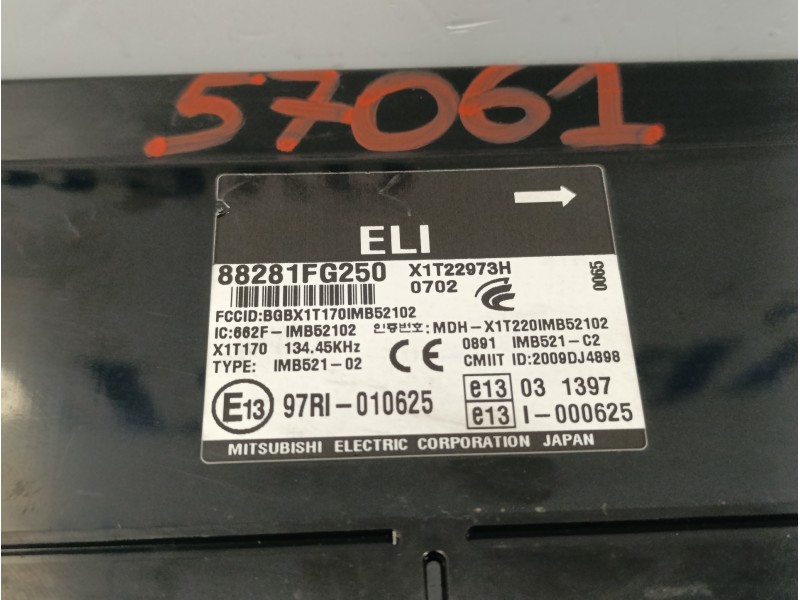 57061
ELI
88281FG250 X1T22973H
0702
0065
FCCID:BGBX1T170IMB52102
IC:662F-IMB52102 인증번호:MDH-X1T220IMB52102
X1T170 134.45KHz CE 0891 IMB521-C2
TYPE: IMB521-02 CMIIT ID:2009DJ4898
E13 97RI-010625 e13 03 1397
e13 I-000625
MITSUBISHI ELECTRIC CORPORATION JAPAN